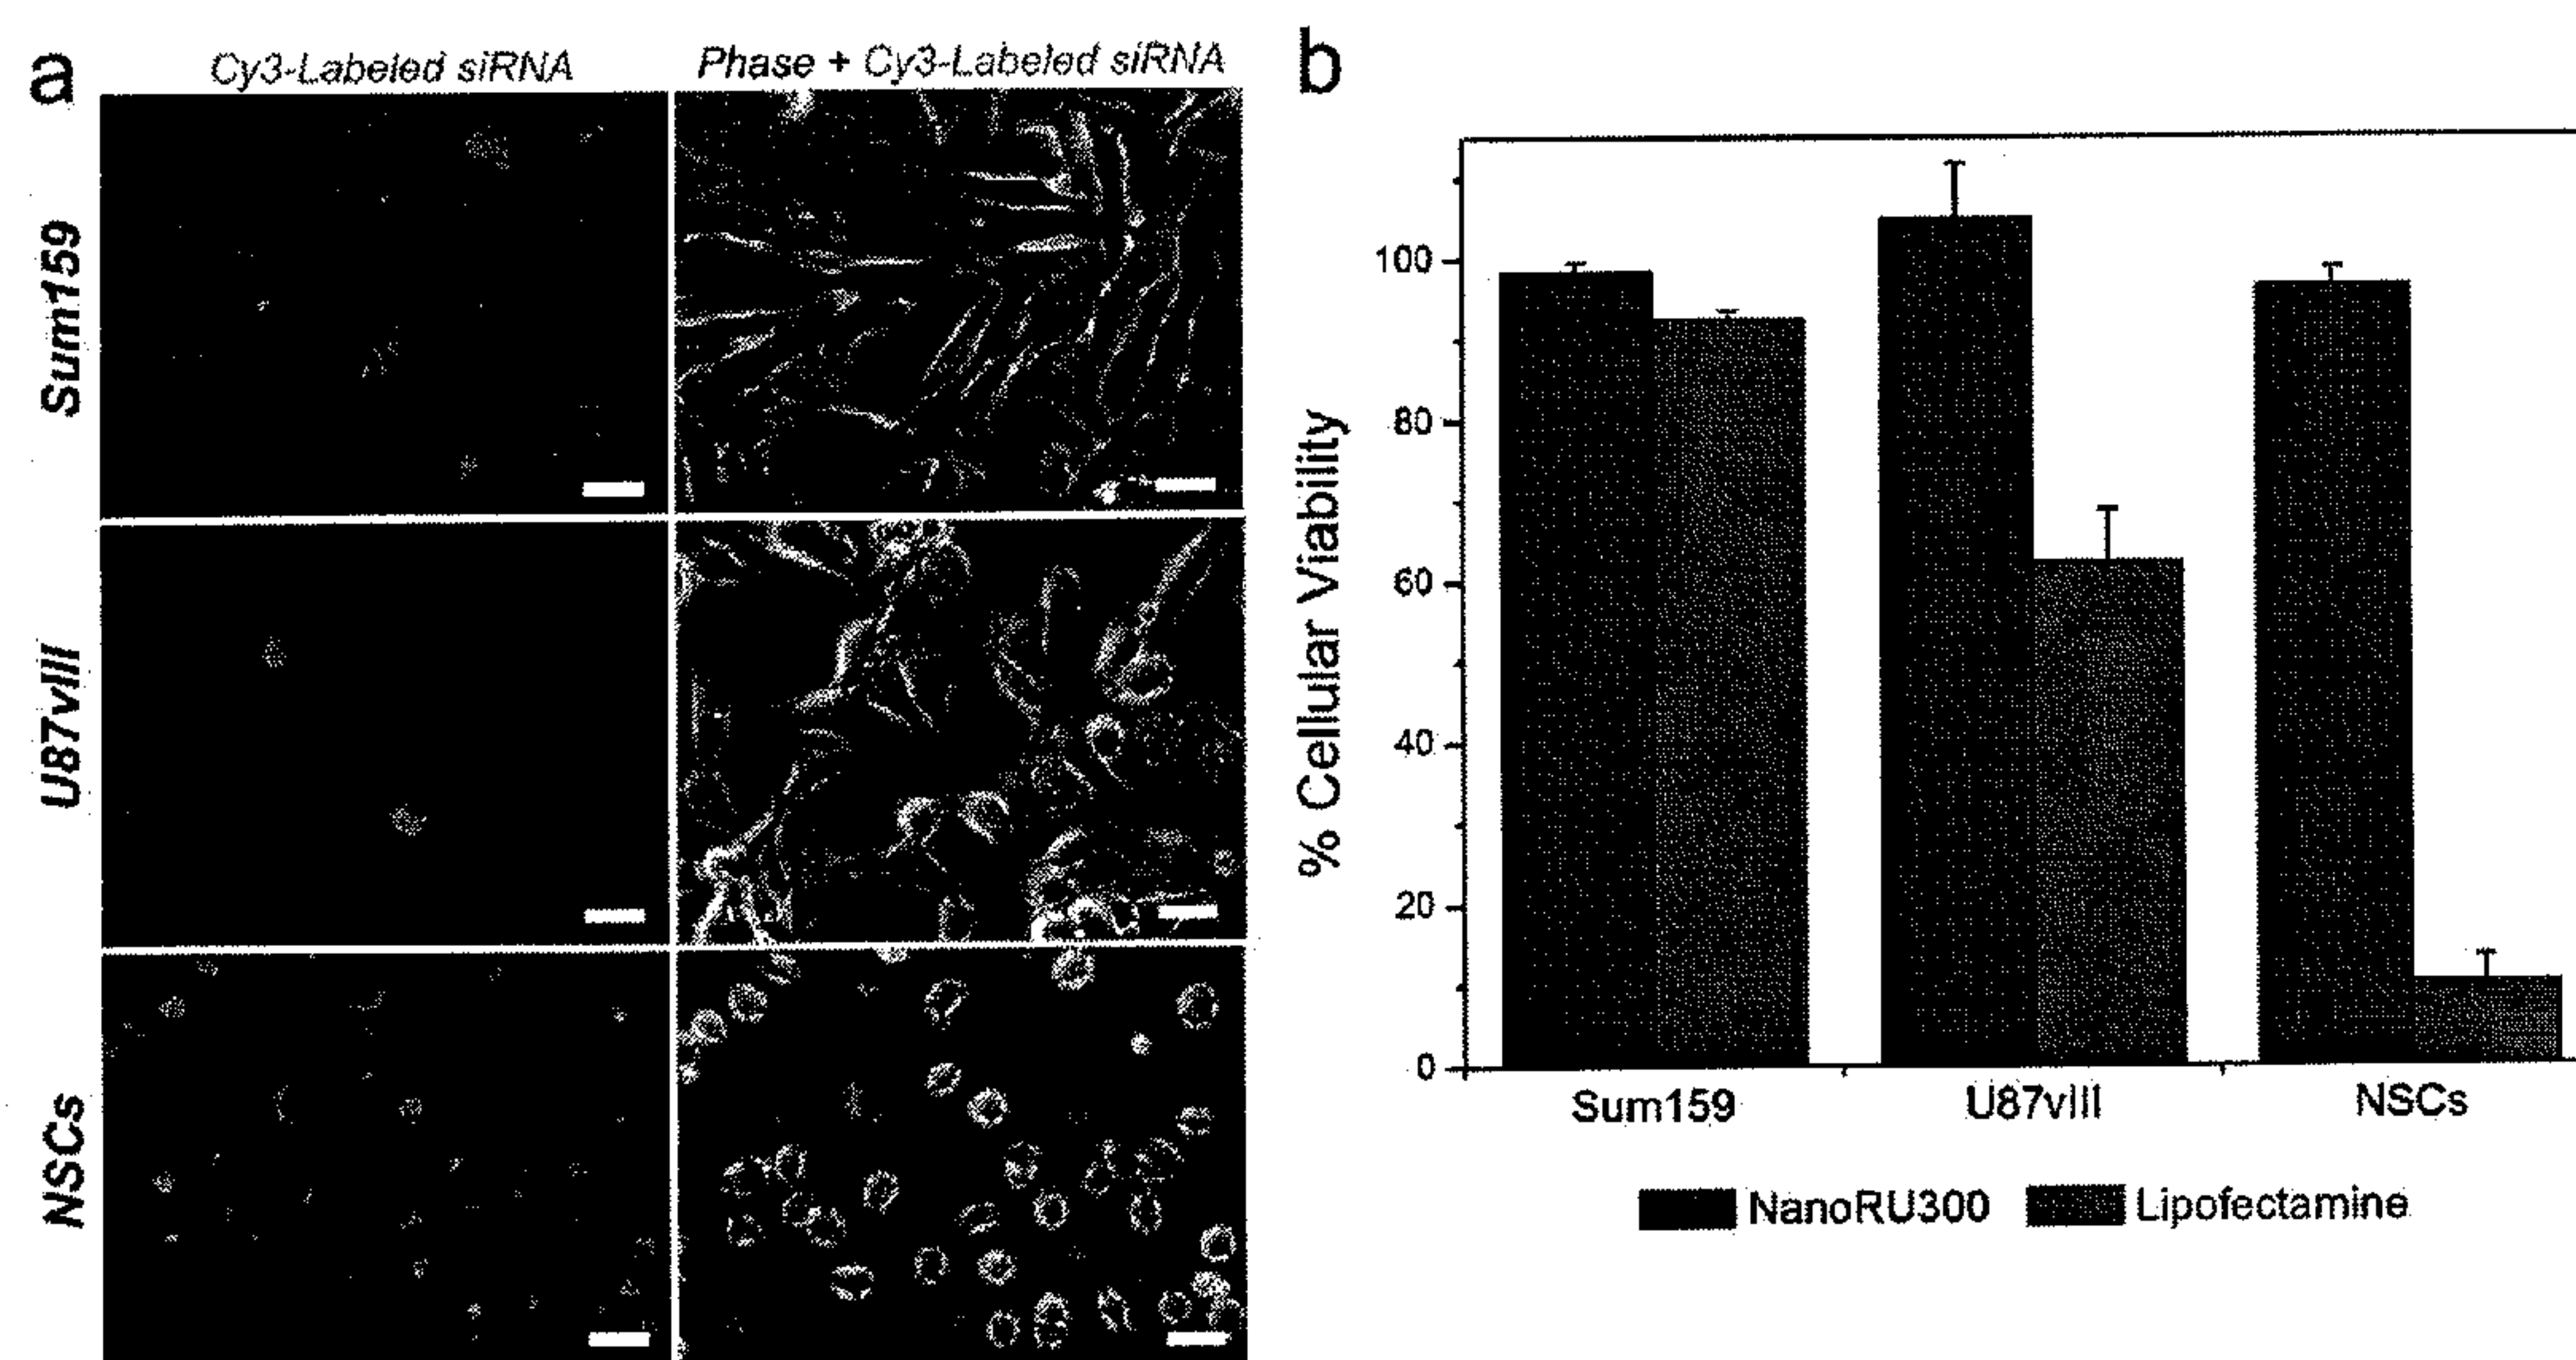 a
Cy3-Labeled siRNA
Phase + Cy3-Labeled siRNA
Sum159
U87vIII
NSCs
b
% Cellular Viability
100
80
60
40
20
0
Sum159
U87vIII
NSCs
NanoRU300
Lipofectamine